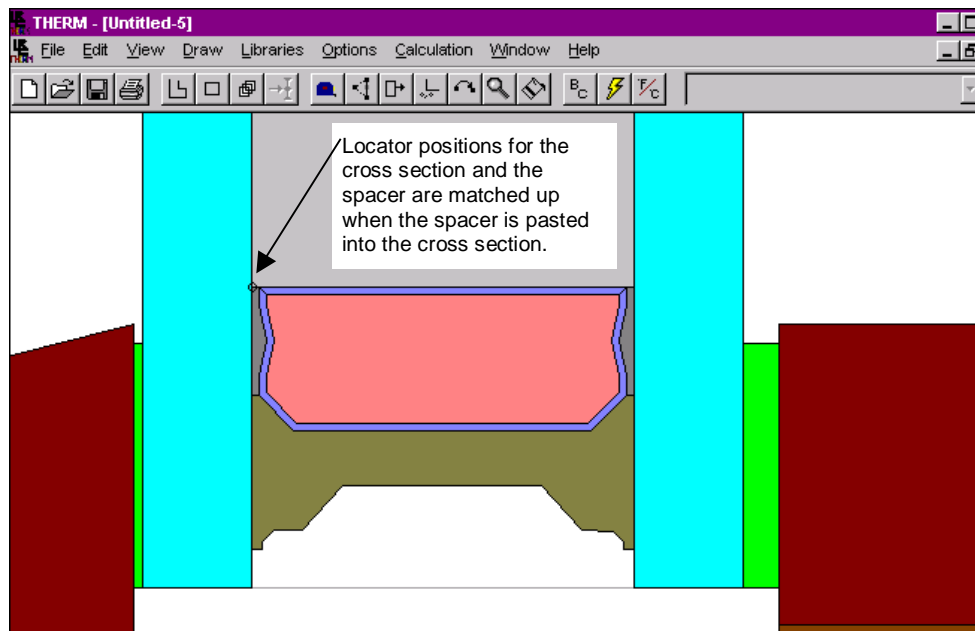 THERM - [Untitled-5]
File Edit View Draw Libraries Options Calculation Window Help
BC °F/C
Locator positions for the
cross section and the
spacer are matched up
when the spacer is pasted
into the cross section.